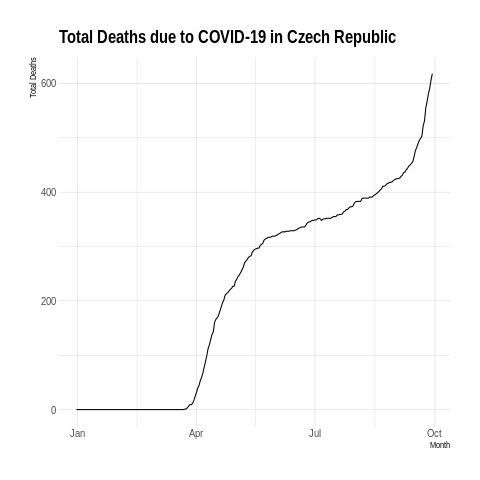 Total Deaths due to COVID-19 in Czech Republic
Total Deaths
600
400
200
0
Jan Apr Jul Oct
Month